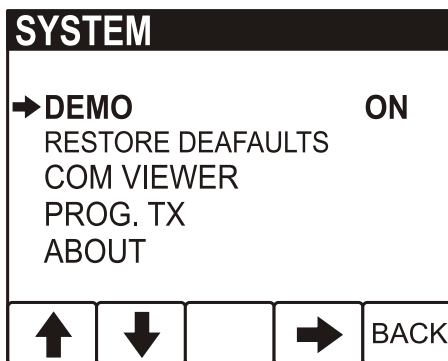 SYSTEM
DEMO ON
RESTORE DEAFAULTS
COM VIEWER
PROG. TX
ABOUT
BACK